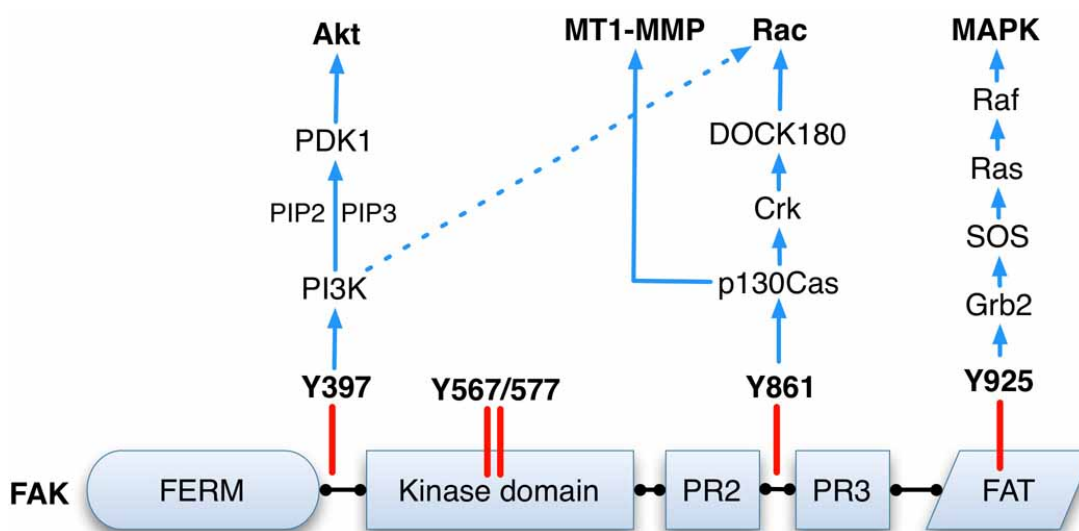 Akt MT1-MMP Rac MAPK
Raf
PDK1 DOCK180
Ras
PIP2 PIP3 Crk
SOS
PI3K p130Cas
Grb2
Y397 Y567/577 Y861 Y925
FAK FERM Kinase domain PR2 PR3 FAT